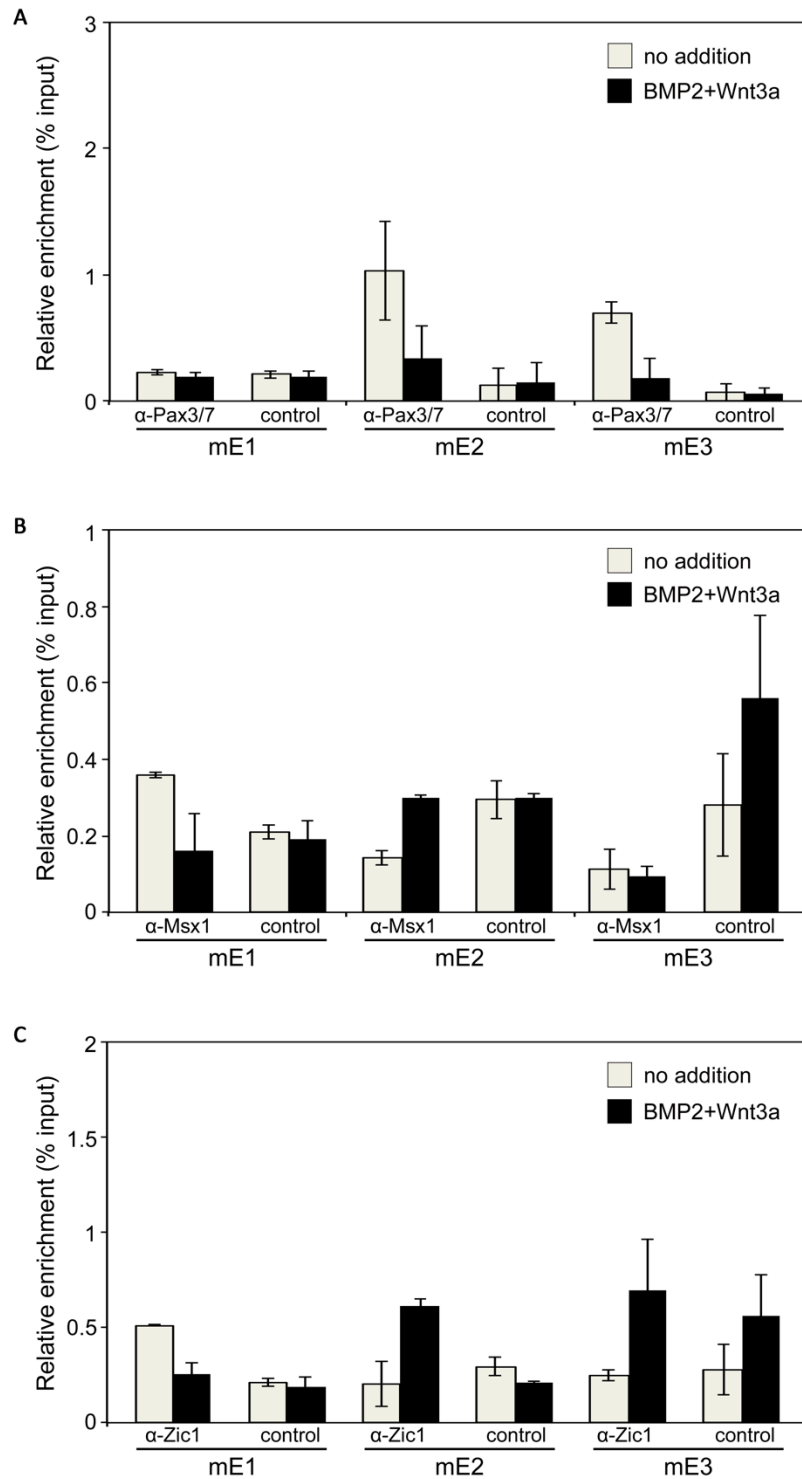 A
Relative enrichment (% input)
3
2
1
0
no addition
BMP2+Wnt3a
α-Pax3/7 control α-Pax3/7 control α-Pax3/7 control
mE1 mE2 mE3
B
Relative enrichment (% input)
1
0.8
0.6
0.4
0.2
0
no addition
BMP2+Wnt3a
α-Msx1 control α-Msx1 control α-Msx1 control
mE1 mE2 mE3
C
Relative enrichment (% input)
2
1.5
1
0.5
0
no addition
BMP2+Wnt3a
α-Zic1 control α-Zic1 control α-Zic1 control
mE1 mE2 mE3